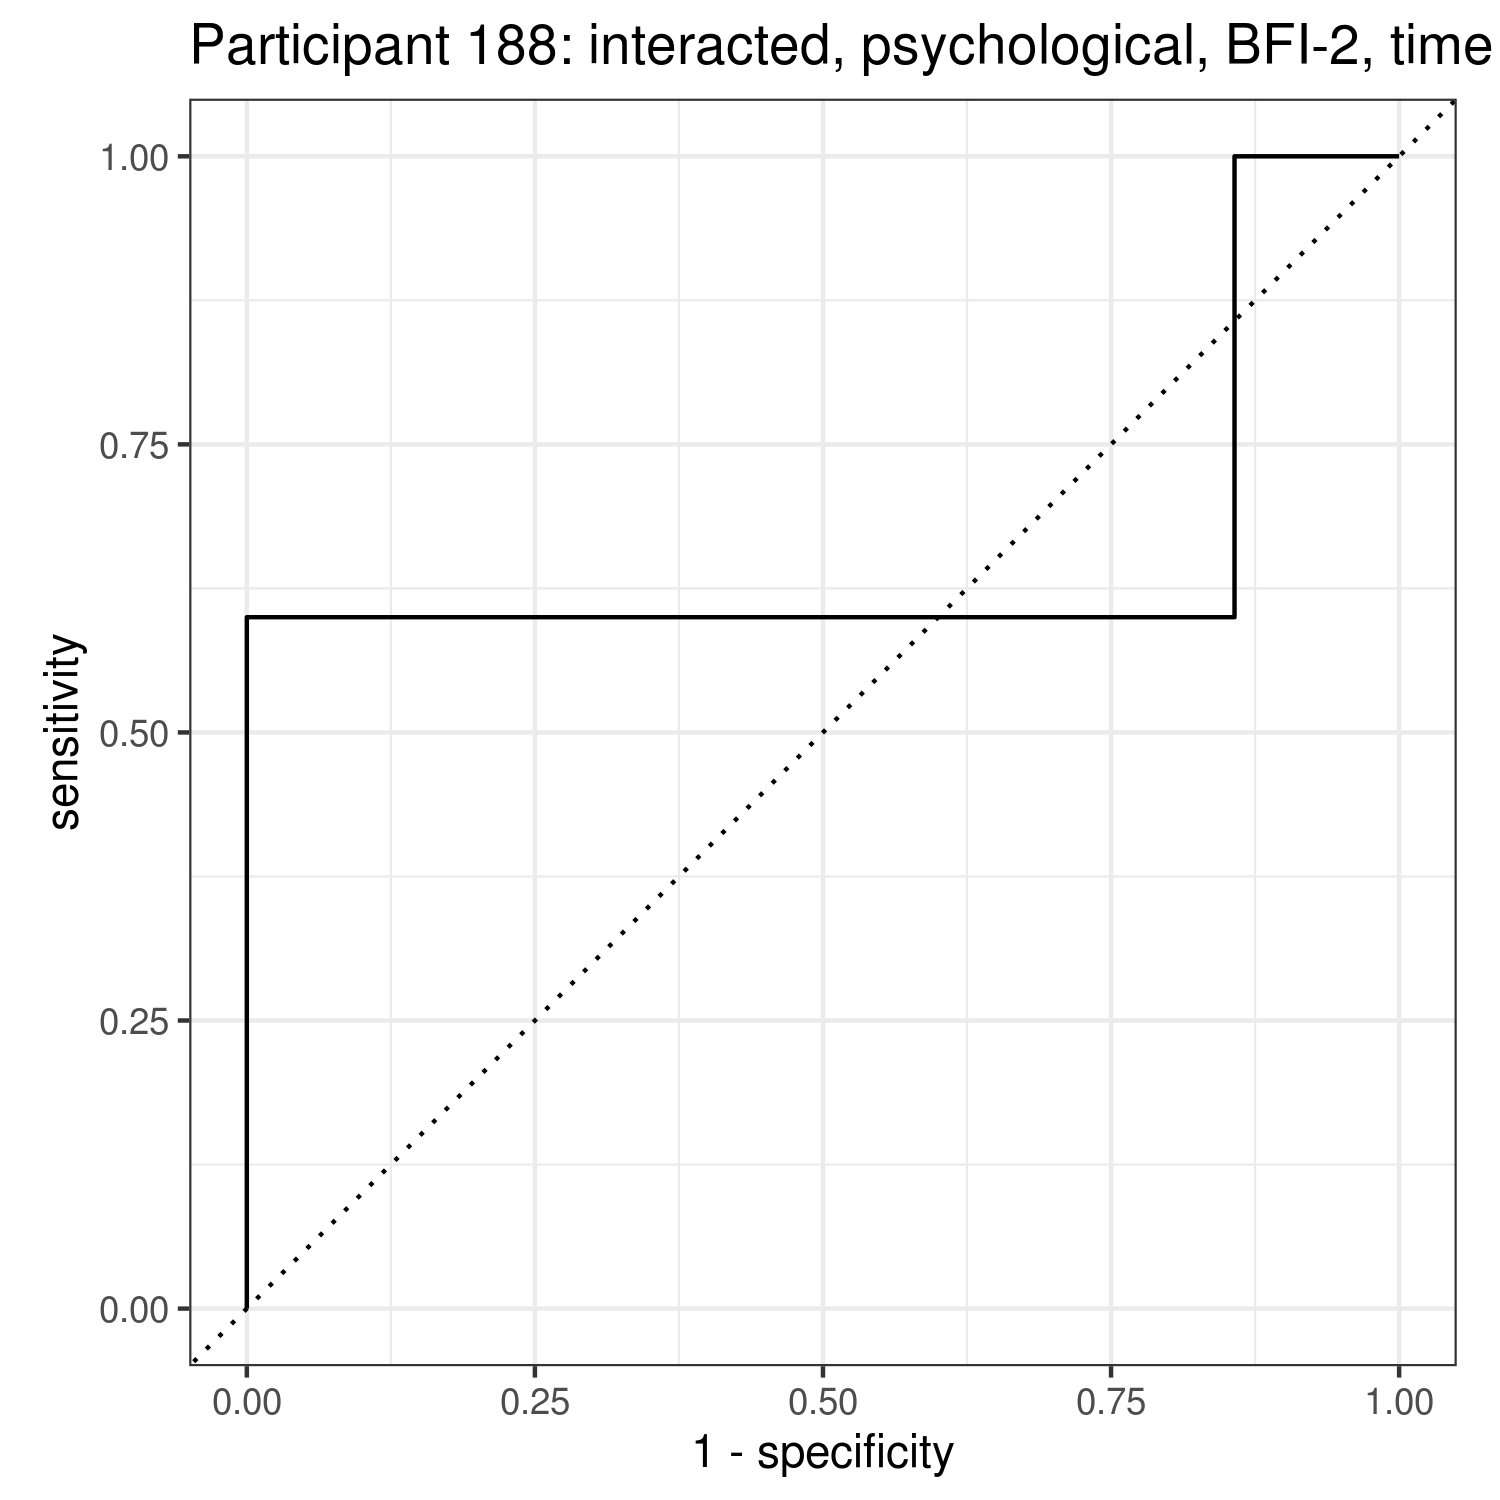 Participant 188: interacted, psychological, BFI-2, time
1.00
0.75
0.50
0.25
0.00
sensitivity
0.00 0.25 0.50 0.75 1.00
1 - specificity